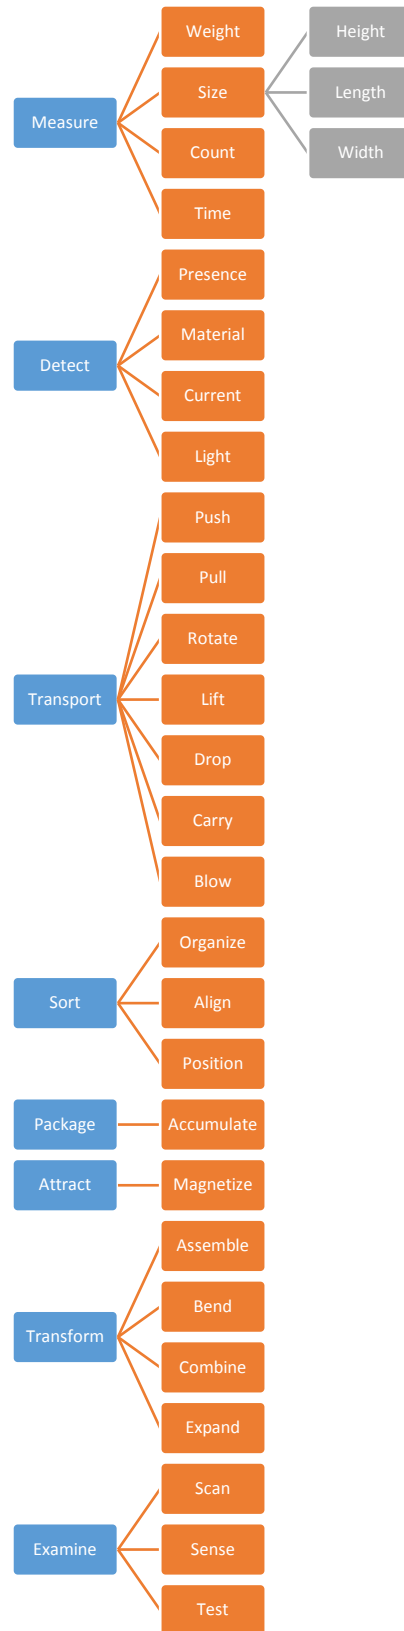 Measure
Weight
Size
Height
Length
Width
Count
Time
Detect
Presence
Material
Current
Light
Transport
Push
Pull
Rotate
Lift
Drop
Carry
Blow
Sort
Organize
Align
Position
Package
Accumulate
Attract
Magnetize
Transform
Assemble
Bend
Combine
Expand
Examine
Scan
Sense
Test